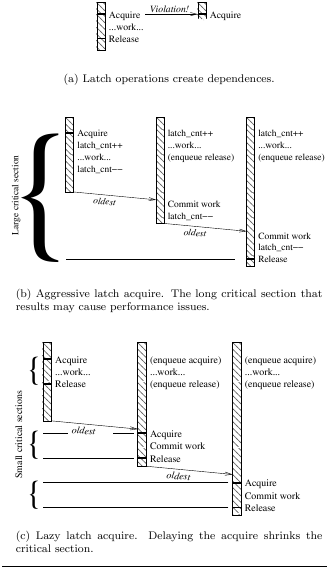 Violation!
Acquire
Acquire
...work...
Release
(a) Latch operations create dependences.
Large critical section
Acquire
latch_cnt++
...work...
latch_cnt−−
latch_cnt++
...work...
(enqueue release)
latch_cnt++
...work...
(enqueue release)
oldest
Commit work
latch_cnt−−
oldest
Commit work
latch_cnt−−
Release
(b) Aggressive latch acquire. The long critical section that
results may cause performance issues.
Small critical sections
Acquire
...work...
Release
(enqueue acquire)
...work...
(enqueue release)
(enqueue acquire)
...work...
(enqueue release)
oldest
Acquire
Commit work
Release
oldest
Acquire
Commit work
Release
(c) Lazy latch acquire. Delaying the acquire shrinks the
critical section.